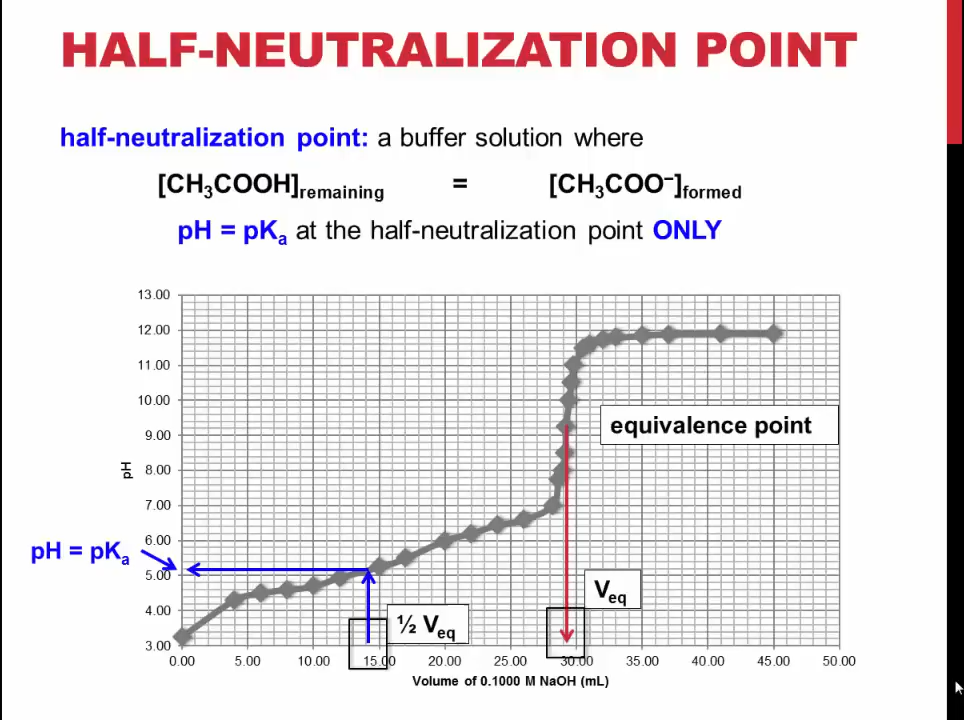 HALF-NEUTRALIZATION POINT
half-neutralization point: a buffer solution where
[CH₃COOH]remaining = [CH₃COO⁻]formed
pH = pKₐ at the half-neutralization point ONLY
13.00
12.00
11.00
10.00
9.00
8.00
7.00
6.00
5.00
4.00
3.00
pH
equivalence point
pH = pKₐ
Veq
½ Veq
0.00 5.00 10.00 15.00 20.00 25.00 30.00 35.00 40.00 45.00 50.00
Volume of 0.1000 M NaOH (mL)